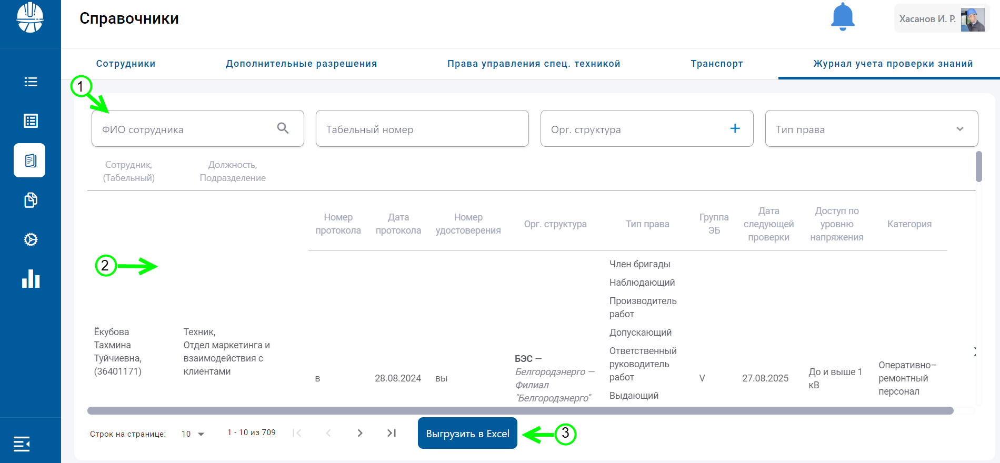 Справочники
Хасанов И. Р.
Сотрудники
Дополнительные разрешения
Права управления спец. техникой
Транспорт
Журнал учета проверки знаний
1
ФИО сотрудника
Табельный номер
Орг. структура
Тип права
Сотрудник,
(Табельный)
Должность,
Подразделение
Номер
протокола
Дата
протокола
Номер
удостоверения
Орг. структура
Тип права
Группа
ЭБ
Дата
следующей
проверки
Доступ по
уровню
напряжения
Категория
2
Ёкубова
Тахмина
Туйчиевна,
(36401171)
Техник,
Отдел маркетинга и
взаимодействия с
клиентами
в
28.08.2024
вы
БЭС —
Белгородэнерго —
Филиал
"Белгородэнерго"
Член бригады
Наблюдающий
Производитель
работ
Допускающий
Ответственный
руководитель
работ
Выдающий
V
27.08.2025
До и выше 1
кВ
Оперативно–
ремонтный
персонал
Строк на странице:
10
1 - 10 из 709
Выгрузить в Excel
3